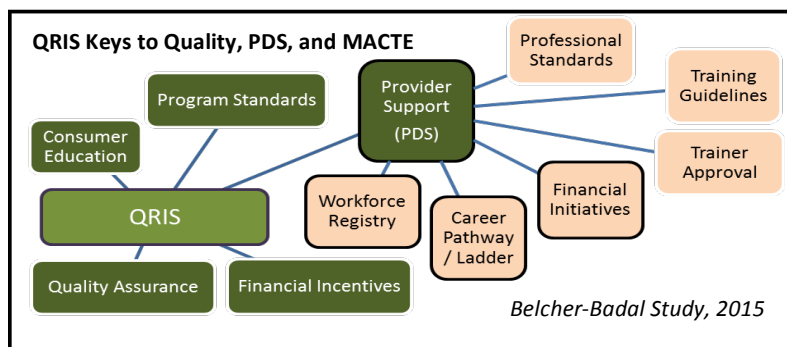 QRIS Keys to Quality, PDS, and MACTE
Professional
Standards
Program Standards
Provider
Support
(PDS)
Training
Guidelines
Consumer
Education
Trainer
Approval
QRIS
Workforce
Registry
Career
Pathway
/ Ladder
Financial
Initiatives
Quality Assurance
Financial Incentives
Belcher-Badal Study, 2015